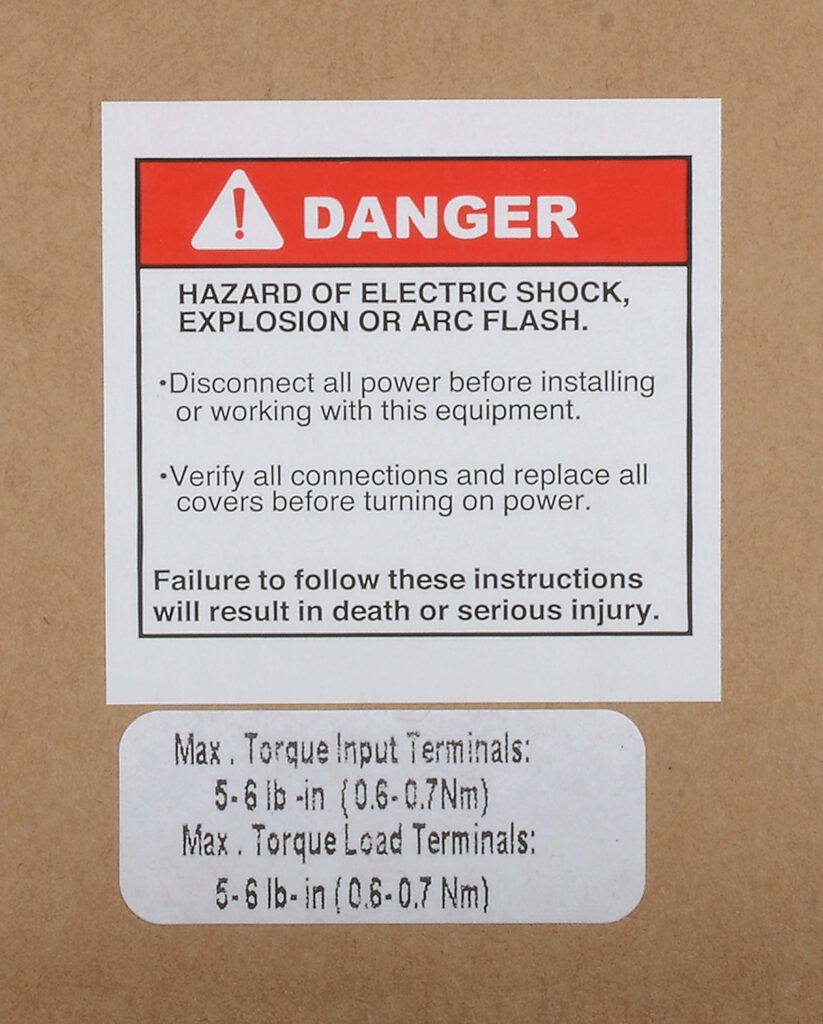 DANGER
HAZARD OF ELECTRIC SHOCK,
EXPLOSION OR ARC FLASH.
•Disconnect all power before installing
or working with this equipment.
•Verify all connections and replace all
covers before turning on power.
Failure to follow these instructions
will result in death or serious injury.
Max . Torque Input Terminals:
5-6 lb -in (0.6-0.7Nm)
Max . Torque Load Terminals:
5-6 lb-in (0.6-0.7 Nm)